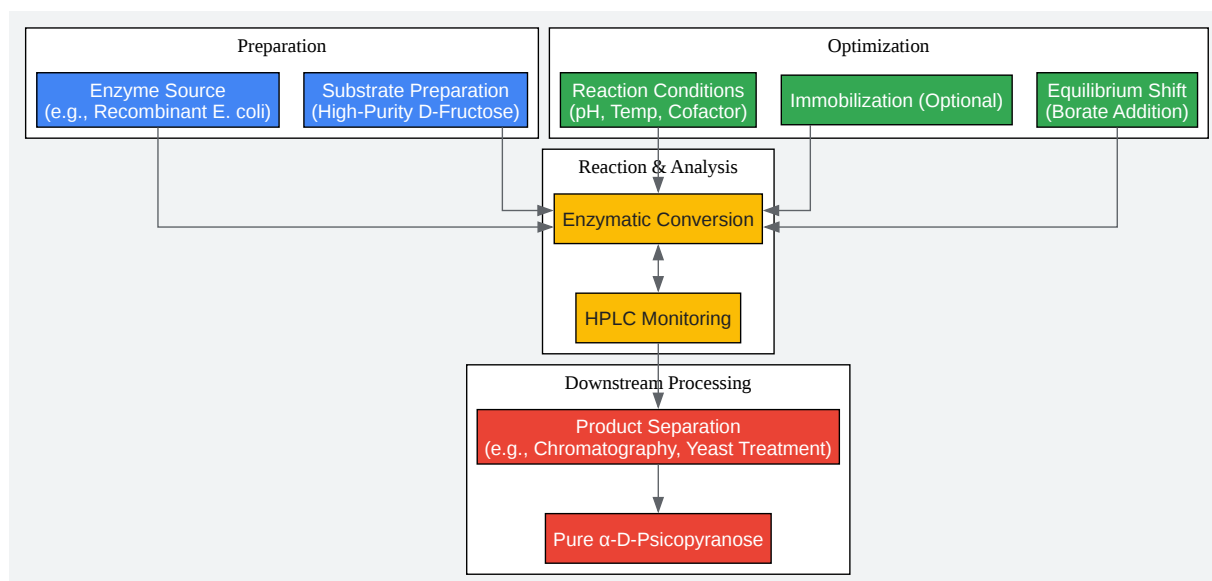 Preparation
Optimization
Enzyme Source
(e.g., Recombinant E. coli)
Substrate Preparation
(High-Purity D-Fructose)
Reaction Conditions
(pH, Temp, Cofactor)
Immobilization (Optional)
Equilibrium Shift
(Borate Addition)
Reaction & Analysis
Enzymatic Conversion
HPLC Monitoring
Downstream Processing
Product Separation
(e.g., Chromatography, Yeast Treatment)
Pure α-D-Psicopyranose